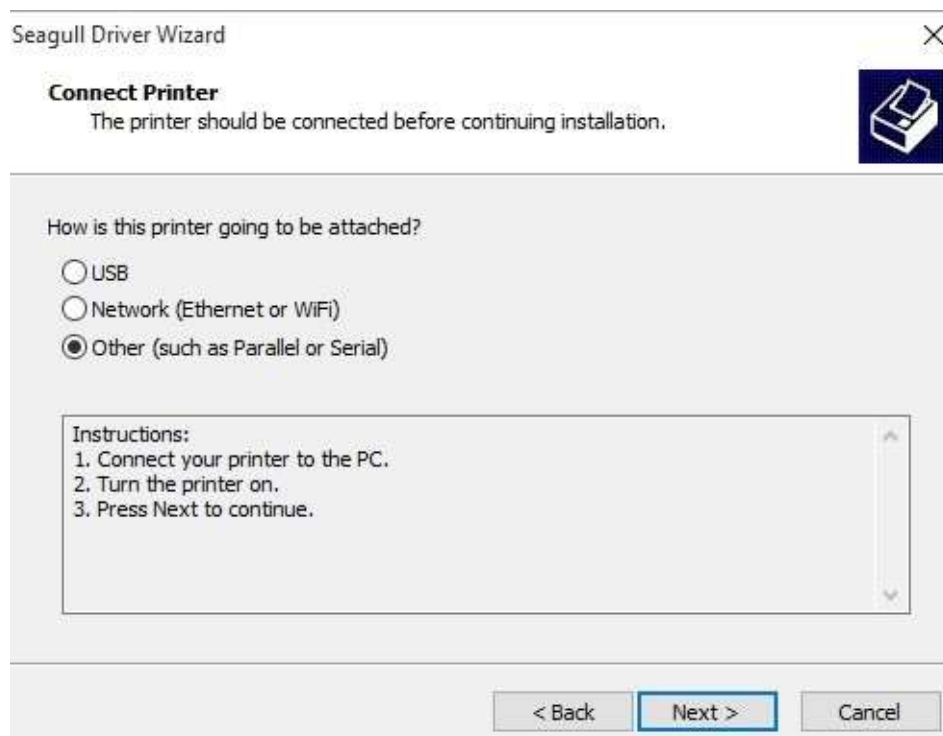 Seagull Driver Wizard
Connect Printer
The printer should be connected before continuing installation.
How is this printer going to be attached?
USB
Network (Ethernet or WiFi)
Other (such as Parallel or Serial)
Instructions:
1. Connect your printer to the PC.
2. Turn the printer on.
3. Press Next to continue.
< Back Next > Cancel